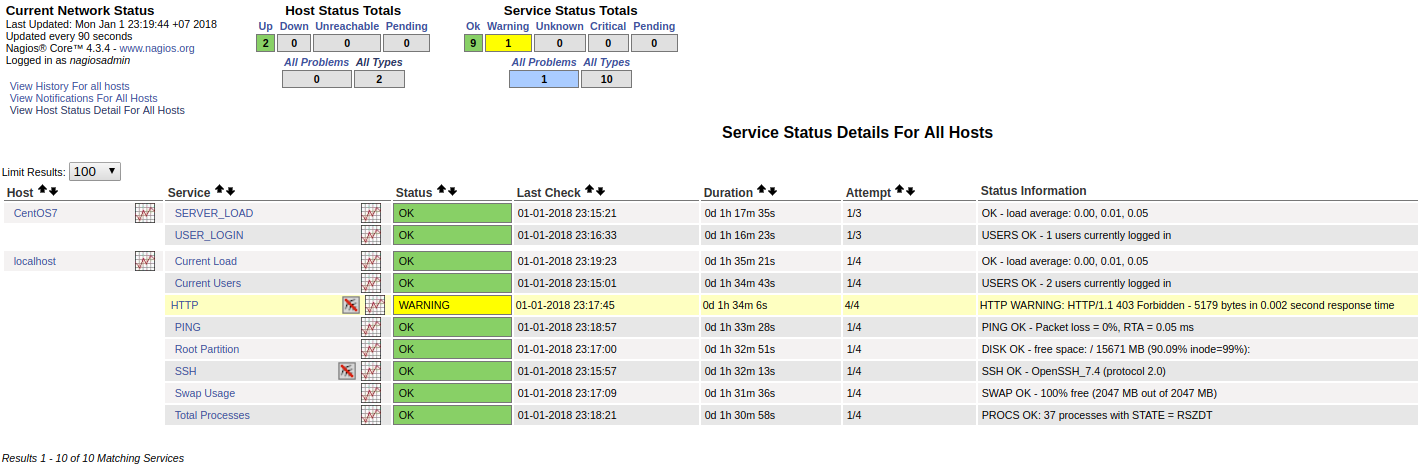 Current Network Status
Last Updated: Mon Jan 1 23:19:44 +07 2018
Updated every 90 seconds
Nagios® Core™ 4.3.4 - www.nagios.org
Logged in as nagiosadmin
View History For all hosts
View Notifications For All Hosts
View Host Status Detail For All Hosts
Host Status Totals
Up Down Unreachable Pending
2 0 0 0
All Problems All Types
0 2
Service Status Totals
Ok Warning Unknown Critical Pending
9 1 0 0 0
All Problems All Types
1 10
Service Status Details For All Hosts
Limit Results: 100
Host Service Status Last Check Duration Attempt Status Information
CentOS7 SERVER_LOAD OK 01-01-2018 23:15:21 0d 1h 17m 35s 1/3 OK - load average: 0.00, 0.01, 0.05
USER_LOGIN OK 01-01-2018 23:16:33 0d 1h 16m 23s 1/3 USERS OK - 1 users currently logged in
localhost Current Load OK 01-01-2018 23:19:23 0d 1h 35m 21s 1/4 OK - load average: 0.00, 0.01, 0.05
Current Users OK 01-01-2018 23:15:01 0d 1h 34m 43s 1/4 USERS OK - 2 users currently logged in
HTTP WARNING 01-01-2018 23:17:45 0d 1h 34m 6s 4/4 HTTP WARNING: HTTP/1.1 403 Forbidden - 5179 bytes in 0.002 second response time
PING OK 01-01-2018 23:18:57 0d 1h 33m 28s 1/4 PING OK - Packet loss = 0%, RTA = 0.05 ms
Root Partition OK 01-01-2018 23:17:00 0d 1h 32m 51s 1/4 DISK OK - free space: / 15671 MB (90.09% inode=99%):
SSH OK 01-01-2018 23:15:57 0d 1h 32m 13s 1/4 SSH OK - OpenSSH_7.4 (protocol 2.0)
Swap Usage OK 01-01-2018 23:17:09 0d 1h 31m 36s 1/4 SWAP OK - 100% free (2047 MB out of 2047 MB)
Total Processes OK 01-01-2018 23:18:21 0d 1h 30m 58s 1/4 PROCS OK: 37 processes with STATE = RSZDT
Results 1 - 10 of 10 Matching Services